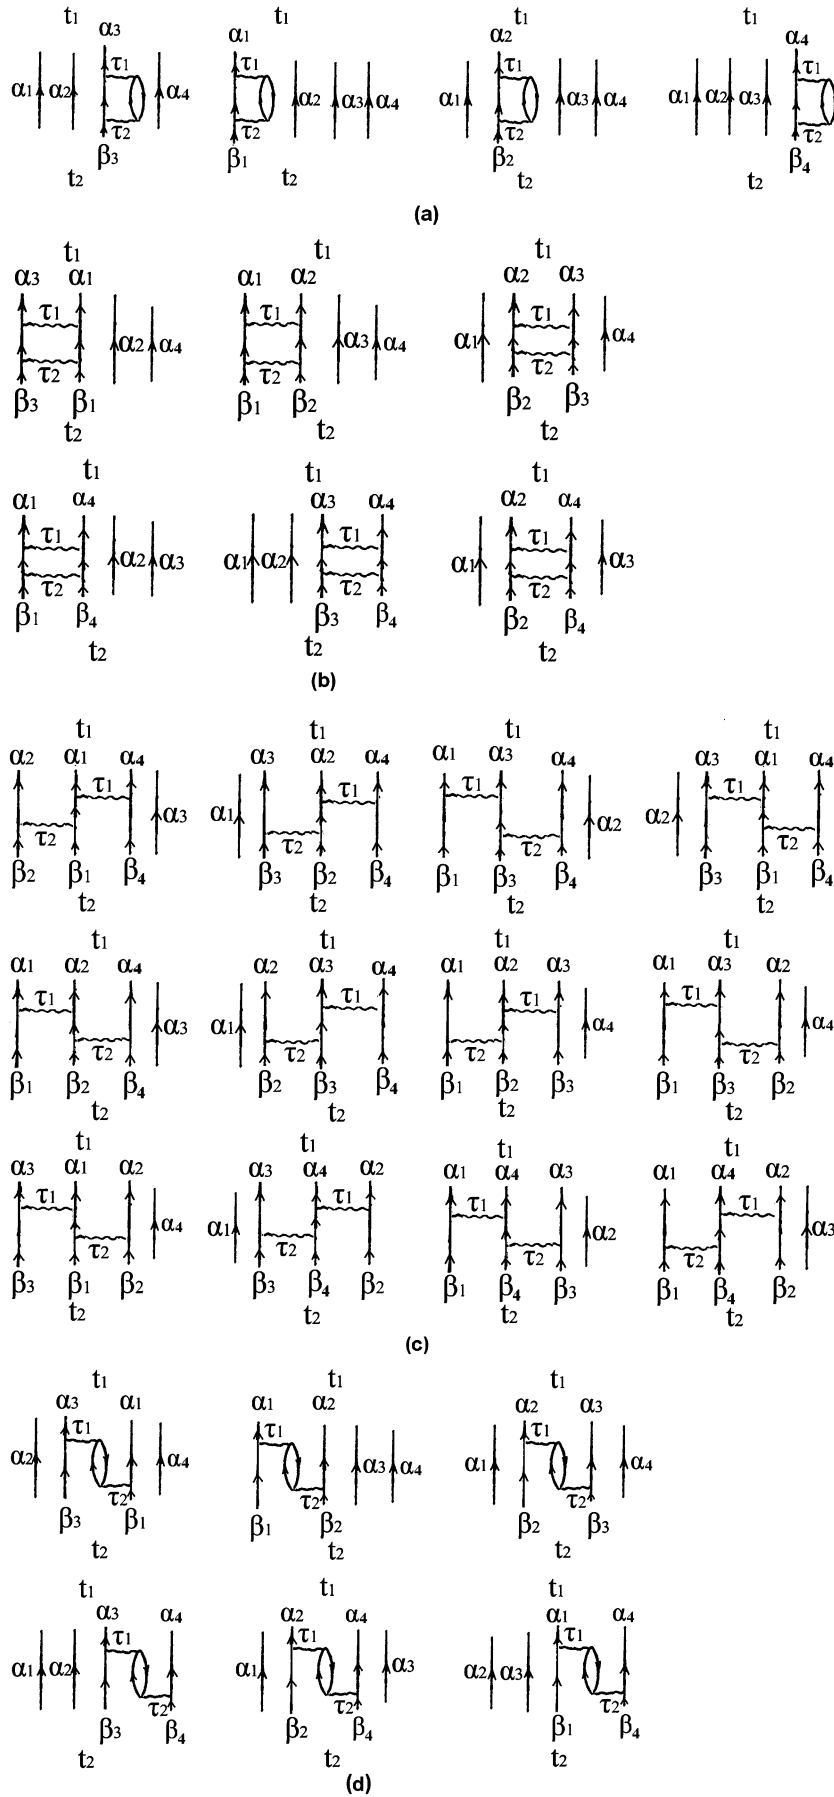 t1 t1 t1 t1
α3 α1 α2 α4
τ1 τ1 τ1 τ1
α1 α2 α4 α2 α3 α4 α1 α3 α4 α1 α2 α3
τ2 τ2 τ2 τ2
β3 β1 β2 β4
t2 t2 t2 t2
(a)
t1 t1 t1
α3 α1 α1 α2 α2 α3
τ1 τ1 τ1
α2 α4 α3 α4 α1 α4
τ2 τ2 τ2
β3 β1 β1 β2 β2 β3
t2 t2 t2
t1 t1 t1
α1 α4 α3 α4 α2 α4
τ1 τ1 τ1
α2 α3 α1 α2 α1 α3
τ2 τ2 τ2
β1 β4 β3 β4 β2 β4
t2 t2 t2
(b)
t1 t1 t1 t1
α2 α1 α4 α3 α2 α4 α1 α3 α4 α3 α1 α4
τ1 τ1 τ1 τ1
α3 α1 α2 α2
τ2 τ2 τ2 τ2
β2 β1 β4 β3 β2 β4 β1 β3 β4 β3 β1 β4
t2 t2 t2 t2
t1 t1 t1 t1
α1 α2 α4 α2 α3 α4 α1 α2 α3 α1 α3 α2
τ1 τ1 τ1 τ1
α3 α1 α4 α4
τ2 τ2 τ2 τ2
β1 β2 β4 β2 β3 β4 β1 β2 β3 β1 β3 β2
t2 t2 t2 t2
t1 t1 t1 t1
α3 α1 α2 α3 α4 α2 α1 α4 α3 α1 α4 α2
τ1 τ1 τ1 τ1
α4 α1 α2 α3
τ2 τ2 τ2 τ2
β3 β1 β2 β3 β4 β2 β1 β4 β3 β1 β4 β2
t2 t2 t2 t2
(c)
t1 t1 t1
α3 α1 α1 α2 α2 α3
τ1 τ1 τ1
α2 α4 α3 α4 α1 α4
τ2 τ2 τ2
β3 β1 β1 β2 β2 β3
t2 t2 t2
t1 t1 t1
α3 α4 α2 α4 α1 α4
τ1 τ1 τ1
α1 α2 α1 α3 α2 α3
τ2 τ2 τ2
β3 β4 β2 β4 β1 β4
t2 t2 t2
(d)